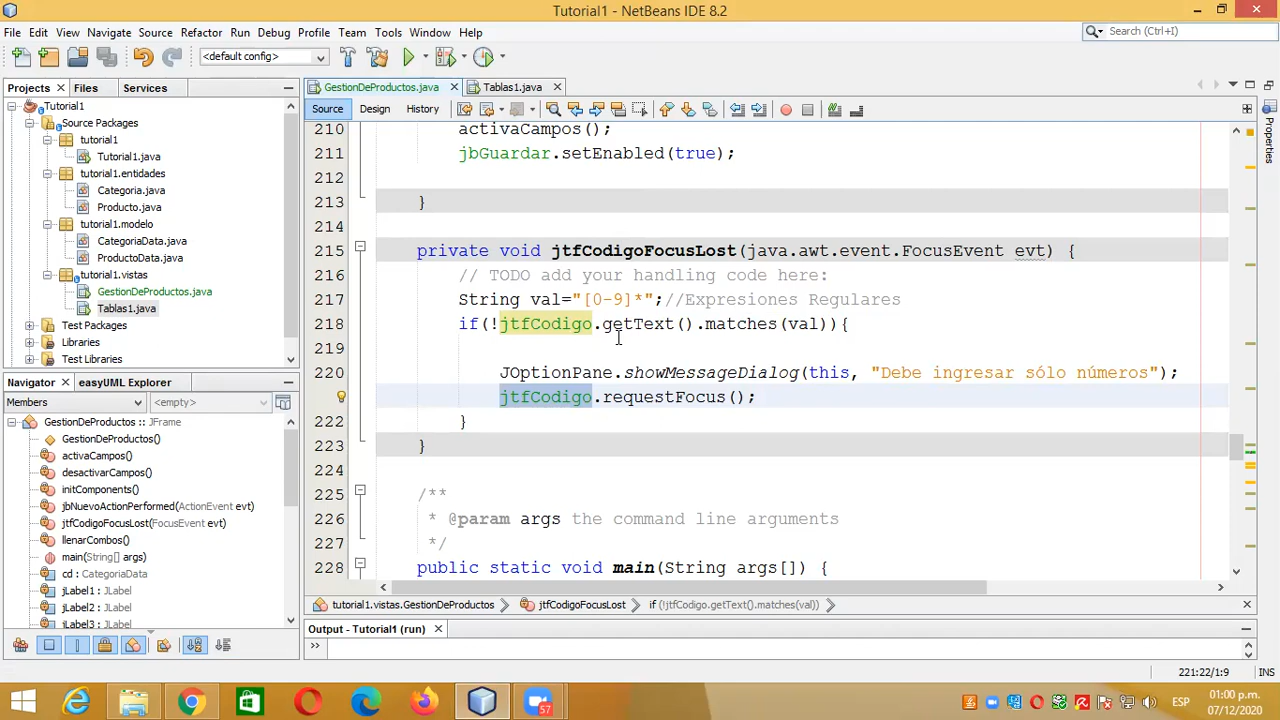 Tutorial1 - NetBeans IDE 8.2
File Edit View Navigate Source Refactor Run Debug Profile Team Tools Window Help
Search (Ctrl+I)
<default config>
Projects Files Services
GestionDeProductos.java Tablas1.java
Source Design History
Tutorial1
Source Packages
tutorial1
Tutorial1.java
tutorial1.entidades
Categoria.java
Producto.java
tutorial1.modelo
CategoriaData.java
ProductoData.java
tutorial1.vistas
GestionDeProductos.java
Tablas1.java
Test Packages
Libraries
Test Libraries
Navigator easyUML Explorer
Members <empty>
GestionDeProductos :: JFrame
GestionDeProductos()
activaCampos()
desactivarCampos()
initComponents()
jbNuevoActionPerformed(ActionEvent evt)
jtfCodigoFocusLost(FocusEvent evt)
llenarCombos()
main(String[] args)
cd : CategoriaData
jLabel1 : JLabel
jLabel2 : JLabel
jLabel3 : JLabel
210 activaCampos();
211 jbGuardar.setEnabled(true);
212
213 }
214
215 private void jtfCodigoFocusLost(java.awt.event.FocusEvent evt) {
216 // TODO add your handling code here:
217 String val="[0-9]*";//Expresiones Regulares
218 if(!jtfCodigo.getText().matches(val)){
219
220 JOptionPane.showMessageDialog(this, "Debe ingresar sólo números");
jtfCodigo.requestFocus();
222 }
223 }
224
225 /**
226 * @param args the command line arguments
227 */
228 public static void main(String args[]) {
tutorial1.vistas.GestionDeProductos jtfCodigoFocusLost if (!jtfCodigo.getText().matches(val))
Output - Tutorial1 (run)
221:22/1:9 INS
57
ESP
01:00 p.m.
07/12/2020